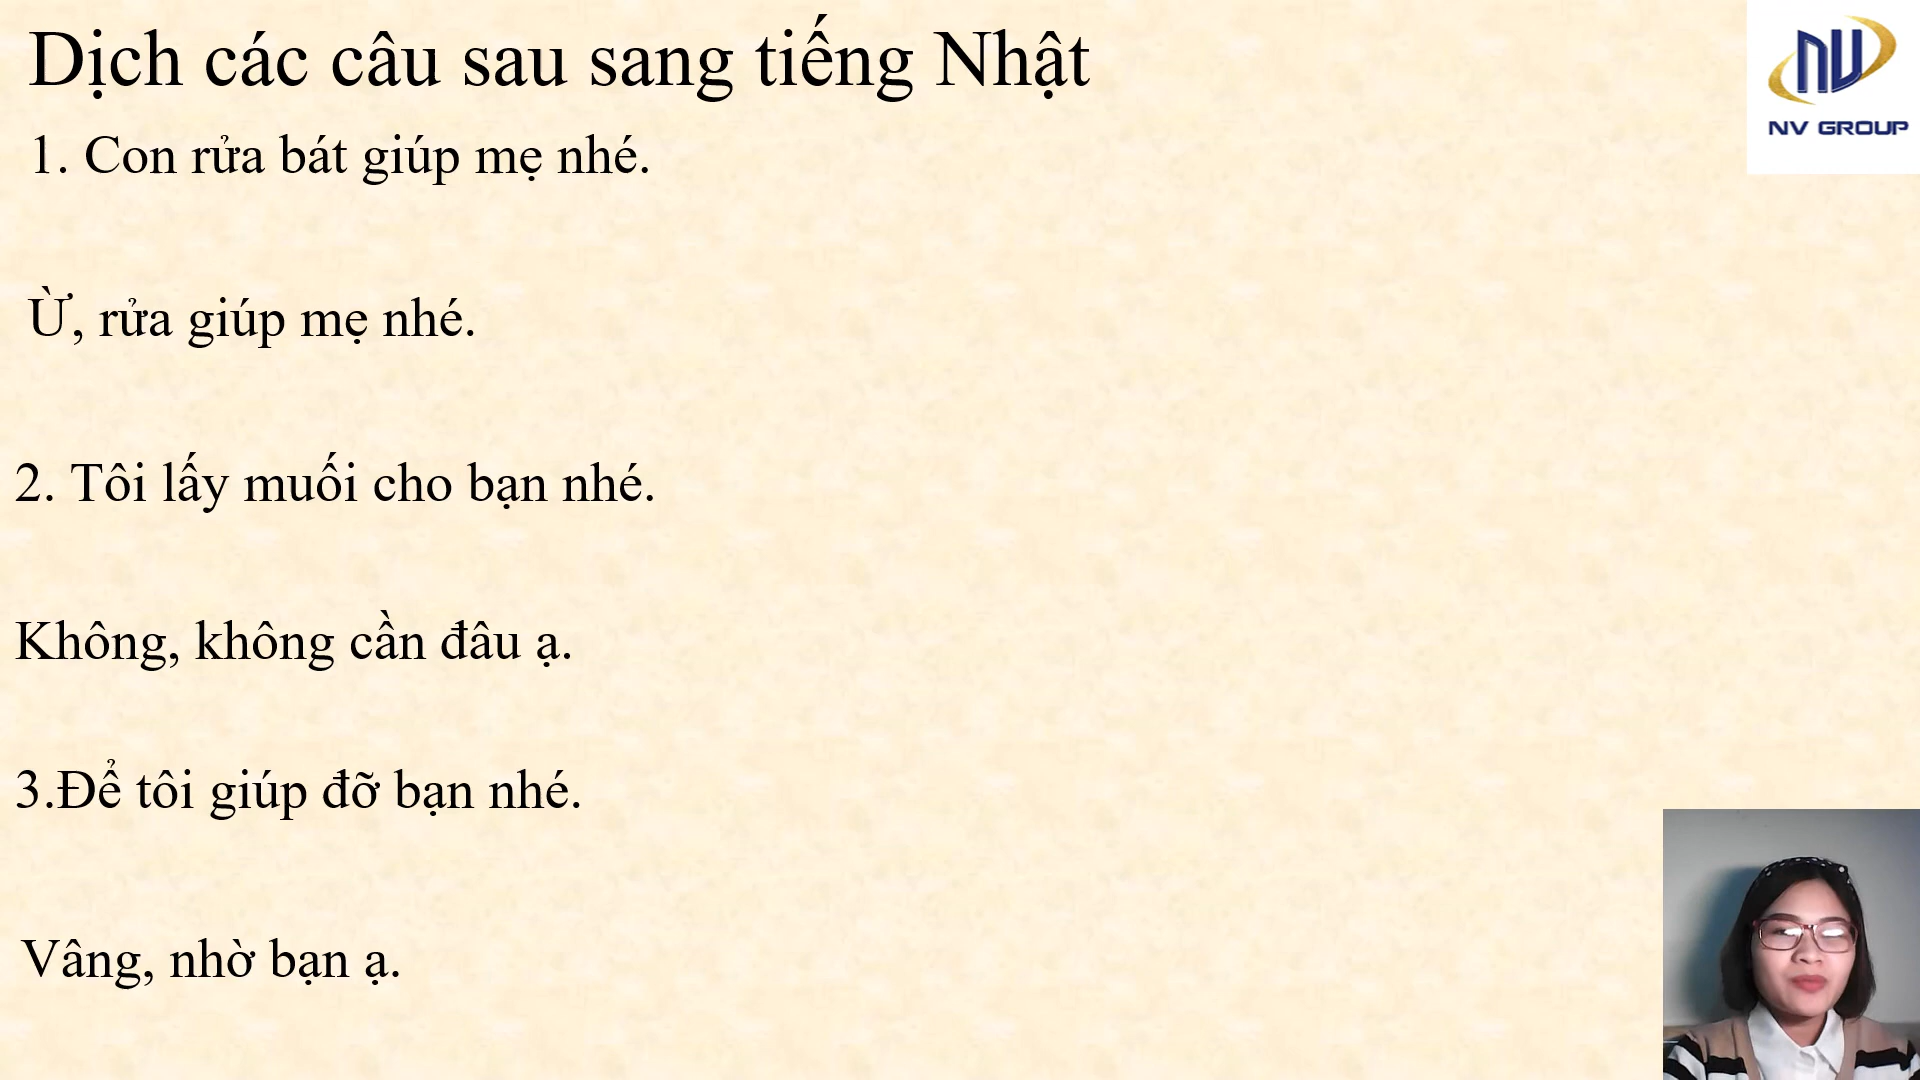 Dịch các câu sau sang tiếng Nhật
NV GROUP
1. Con rửa bát giúp mẹ nhé.
Ừ, rửa giúp mẹ nhé.
2. Tôi lấy muối cho bạn nhé.
Không, không cần đâu ạ.
3.Để tôi giúp đỡ bạn nhé.
Vâng, nhờ bạn ạ.